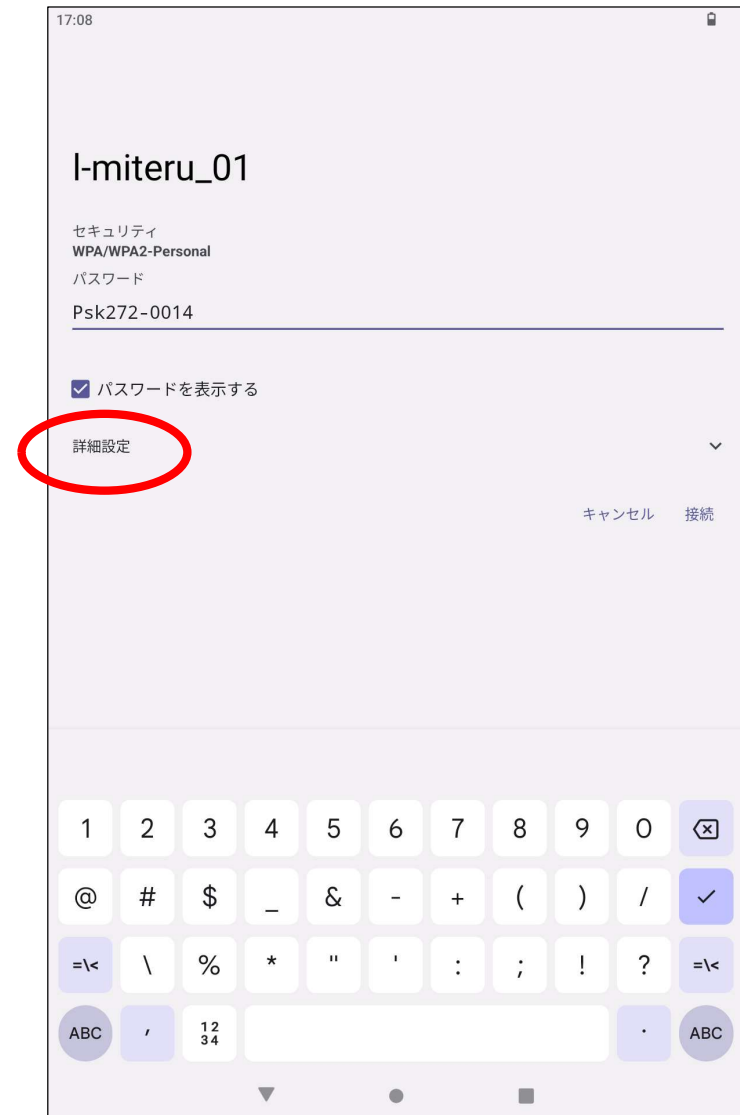 17:08
l-miteru_01
セキュリティ
WPA/WPA2-Personal
パスワード
Psk272-0014
パスワードを表示する
詳細設定
キャンセル 接続
1 2 3 4 5 6 7 8 9 0
@ # $ _ & - + ( ) /
=\< \ % * " ' : ; ! ? =\<
ABC , 12 34 . ABC